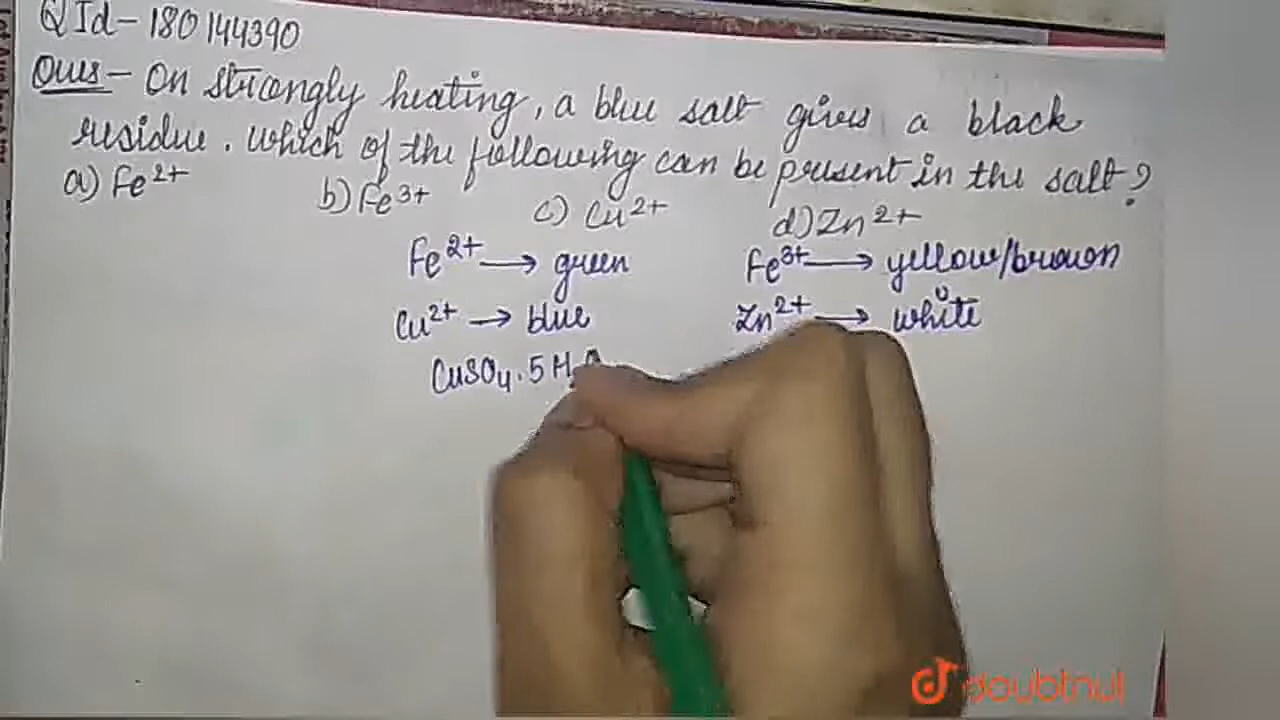 QId - 180144390
Ques - On strongly heating, a blue salt gives a black
residue. which of the following can be present in the salt?
a) Fe2+ b) Fe3+ c) Cu2+ d) Zn2+
Fe2+ → green Fe3+ → yellow/brown
Cu2+ → blue Zn2+ → white
CuSO4.5H2O
doubtnut